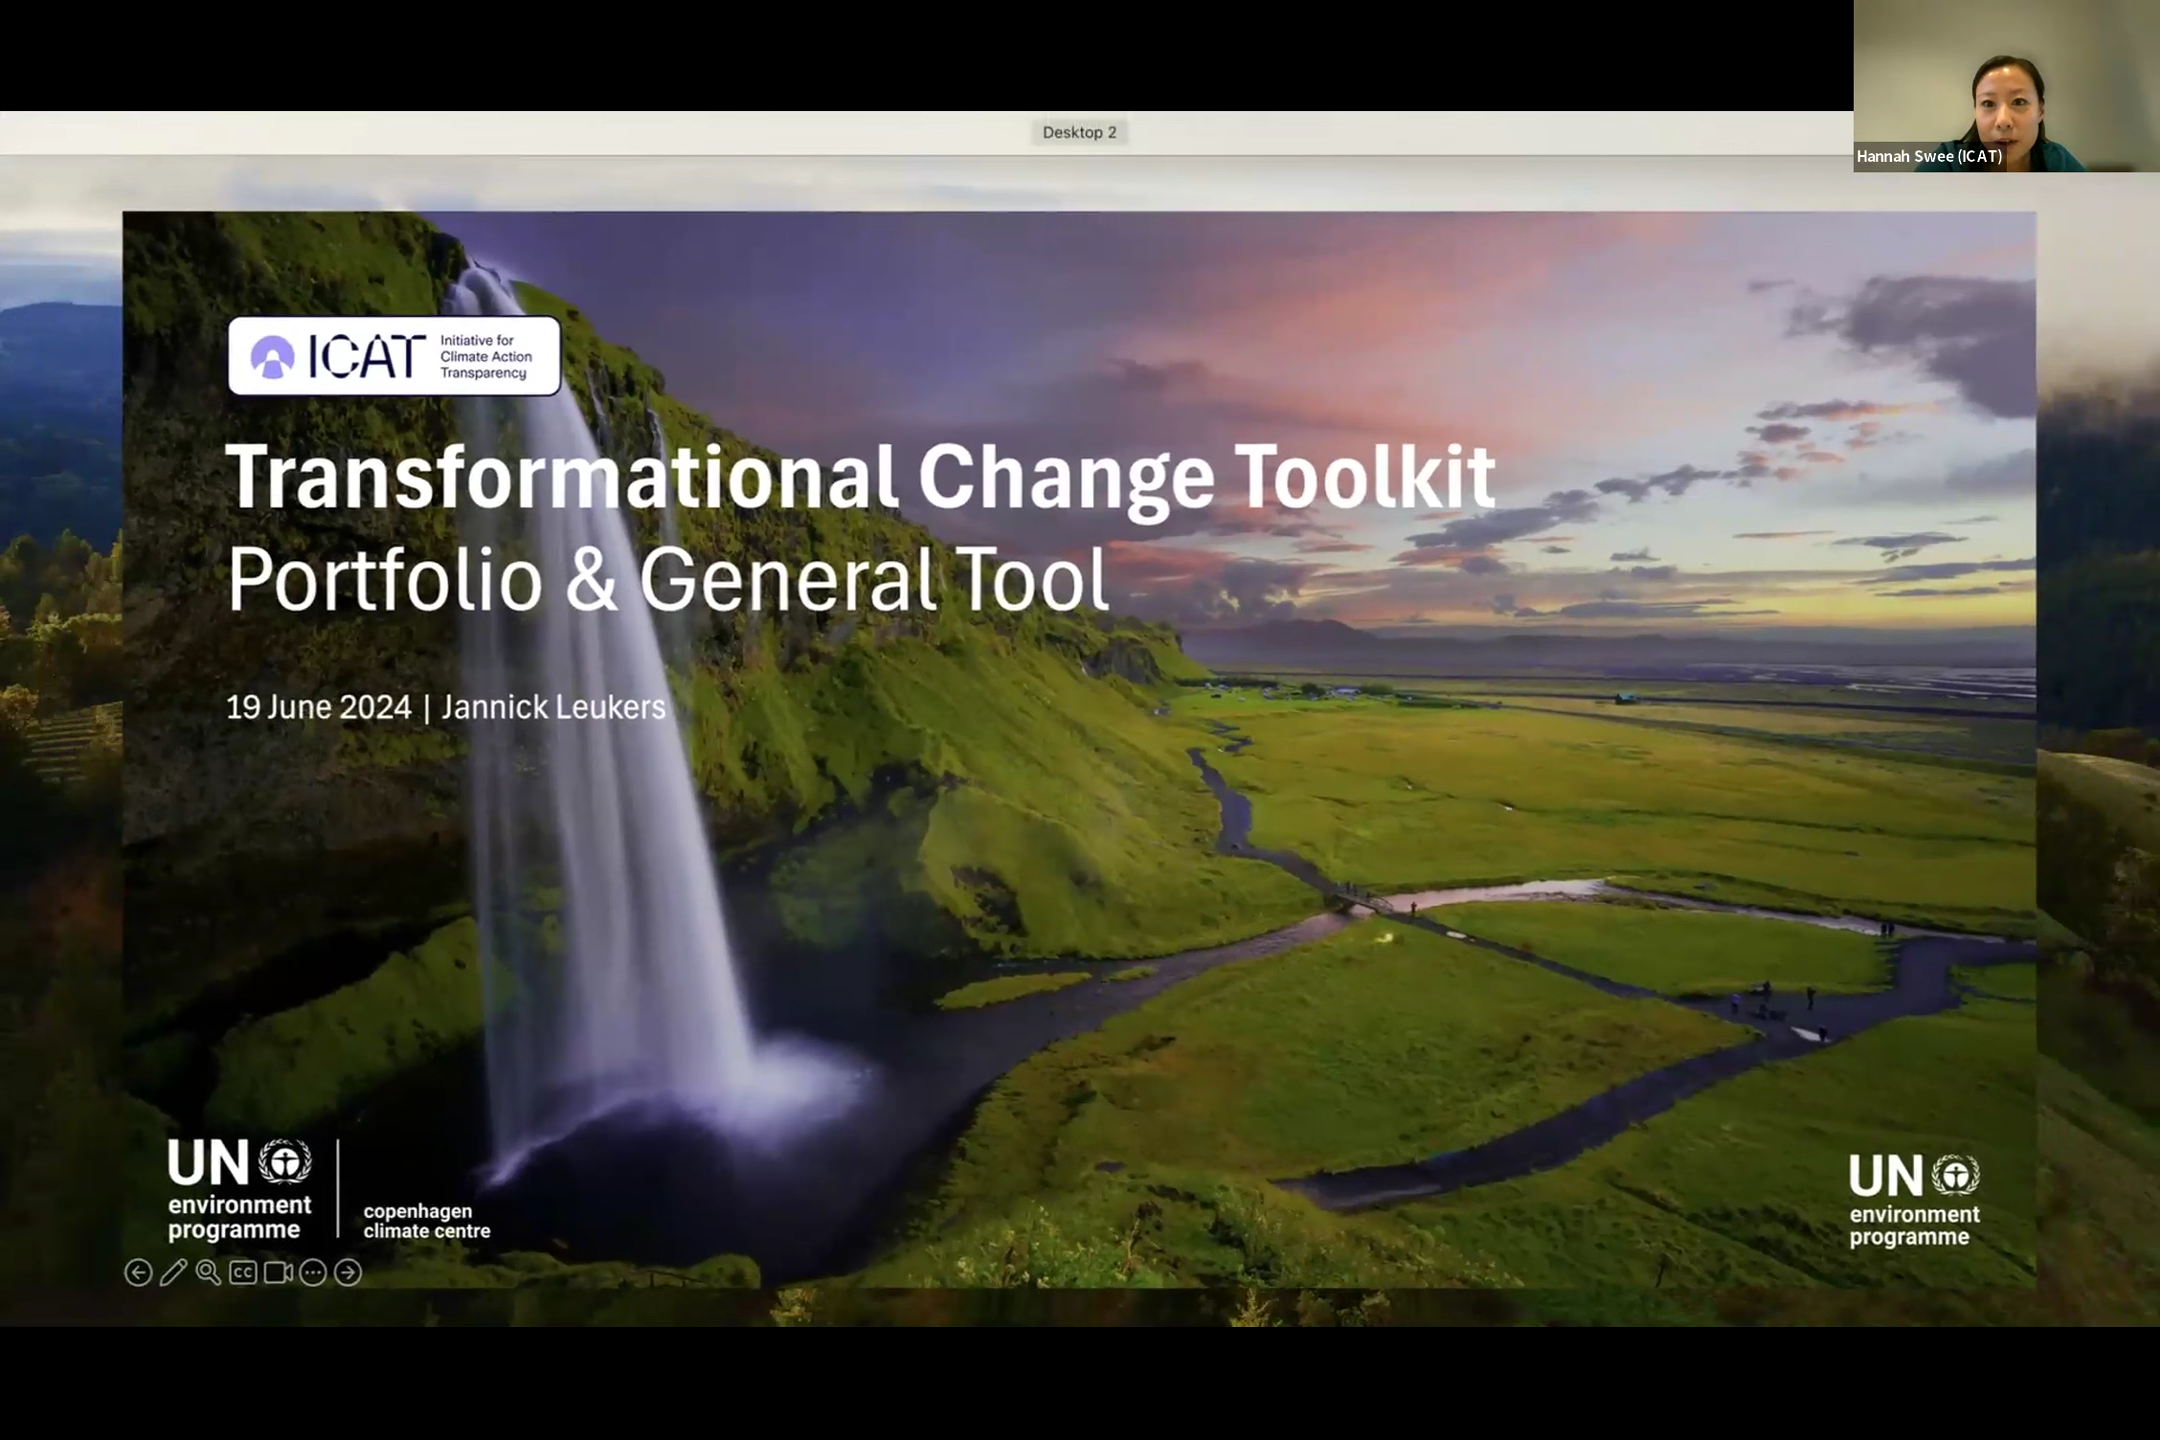 Desktop 2
Hannah Swee (ICAT)
ICAT
Initiative for
Climate Action
Transparency
Transformational Change Toolkit
Portfolio & General Tool
19 June 2024 | Jannick Leukers
UN
environment
programme
copenhagen
climate centre
CC
UN
environment
programme